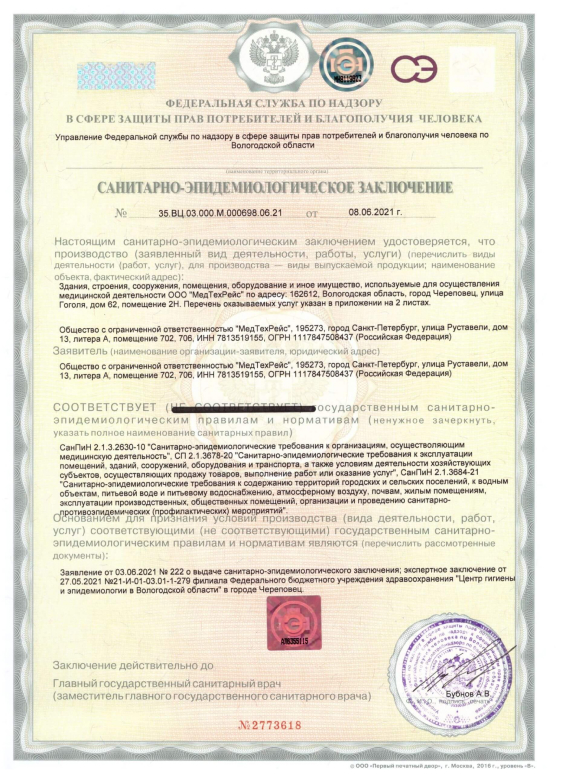 СЭ
ФЕДЕРАЛЬНАЯ СЛУЖБА ПО НАДЗОРУ
В СФЕРЕ ЗАЩИТЫ ПРАВ ПОТРЕБИТЕЛЕЙ И БЛАГОПОЛУЧИЯ ЧЕЛОВЕКА
Управление Федеральной службы по надзору в сфере защиты прав потребителей и благополучия человека по
Вологодской области
(наименование территориального органа)
САНИТАРНО-ЭПИДЕМИОЛОГИЧЕСКОЕ ЗАКЛЮЧЕНИЕ
№ 35.ВЦ.03.000.М.000698.06.21 от 08.06.2021 г.
Настоящим санитарно-эпидемиологическим заключением удостоверяется, что
производство (заявленный вид деятельности, работы, услуги) (перечислить виды
деятельности (работ, услуг), для производства — виды выпускаемой продукции; наименование
объекта, фактический адрес):
Здания, строения, сооружения, помещения, оборудование и иное имущество, используемые для осуществления
медицинской деятельности ООО "МедТехРейс" по адресу: 162612, Вологодская область, город Череповец, улица
Гоголя, дом 62, помещение 2Н. Перечень оказываемых услуг указан в приложении на 2 листах.
Общество с ограниченной ответственностью "МедТехРейс", 195273, город Санкт-Петербург, улица Руставели, дом
13, литера А, помещение 702, 706, ИНН 7813519155, ОГРН 1117847508437 (Российская Федерация)
Заявитель (наименование организации-заявителя, юридический адрес)
Общество с ограниченной ответственностью "МедТехРейс", 195273, город Санкт-Петербург, улица Руставели, дом
13, литера А, помещение 702, 706, ИНН 7813519155, ОГРН 1117847508437 (Российская Федерация)
СООТВЕТСТВУЕТ (НЕ СООТВЕТСТВУЕТ) государственным санитарно-
эпидемиологическим правилам и нормативам (ненужное зачеркнуть,
указать полное наименование санитарных правил)
СанПиН 2.1.3.2630-10 "Санитарно-эпидемиологические требования к организациям, осуществляющим
медицинскую деятельность", СП 2.1.3678-20 "Санитарно-эпидемиологические требования к эксплуатации
помещений, зданий, сооружений, оборудования и транспорта, а также условиям деятельности хозяйствующих
субъектов, осуществляющих продажу товаров, выполнение работ или оказание услуг", СанПиН 2.1.3684-21
"Санитарно-эпидемиологические требования к содержанию территорий городских и сельских поселений, к водным
объектам, питьевой воде и питьевому водоснабжению, атмосферному воздуху, почвам, жилым помещениям,
эксплуатации производственных, общественных помещений, организации и проведению санитарно-
противоэпидемических (профилактических) мероприятий".
Основанием для признания условий производства (вида деятельности, работ,
услуг) соответствующими (не соответствующими) государственным санитарно-
эпидемиологическим правилам и нормативам являются (перечислить рассмотренные
документы):
Заявление от 03.06.2021 № 222 о выдаче санитарно-эпидемиологического заключения; экспертное заключение от
27.05.2021 №21-И-01-03.01-1-279 филиала Федерального бюджетного учреждения здравоохранения "Центр гигиены
и эпидемиологии в Вологодской области" в городе Череповец.
Заключение действительно до
Главный государственный санитарный врач
(заместитель главного государственного санитарного врача)
Бубнов А.В.
№2773618
© ООО «Первый печатный двор», г. Москва, 2016 г., уровень «В».